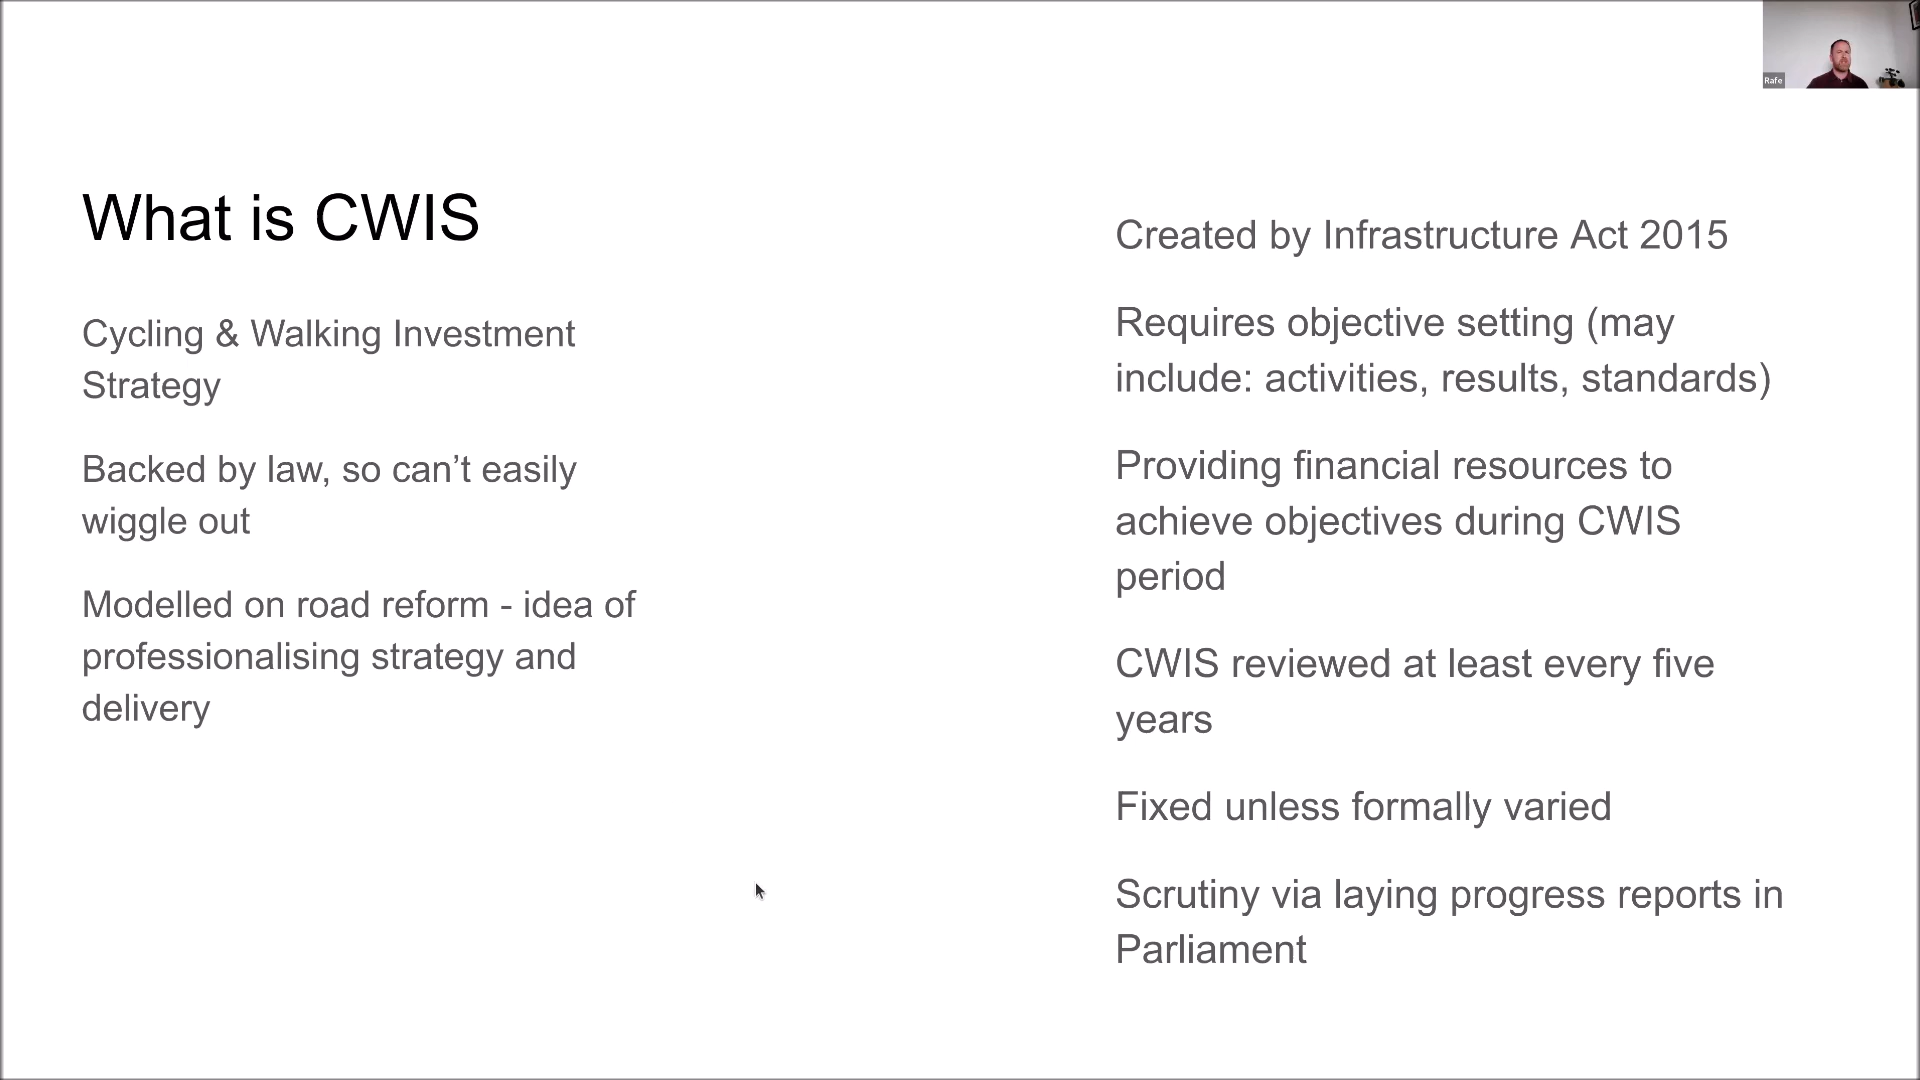 What is CWIS
Cycling & Walking Investment
Strategy
Backed by law, so can’t easily
wiggle out
Modelled on road reform - idea of
professionalising strategy and
delivery
Created by Infrastructure Act 2015
Requires objective setting (may
include: activities, results, standards)
Providing financial resources to
achieve objectives during CWIS
period
CWIS reviewed at least every five
years
Fixed unless formally varied
Scrutiny via laying progress reports in
Parliament
Rafe